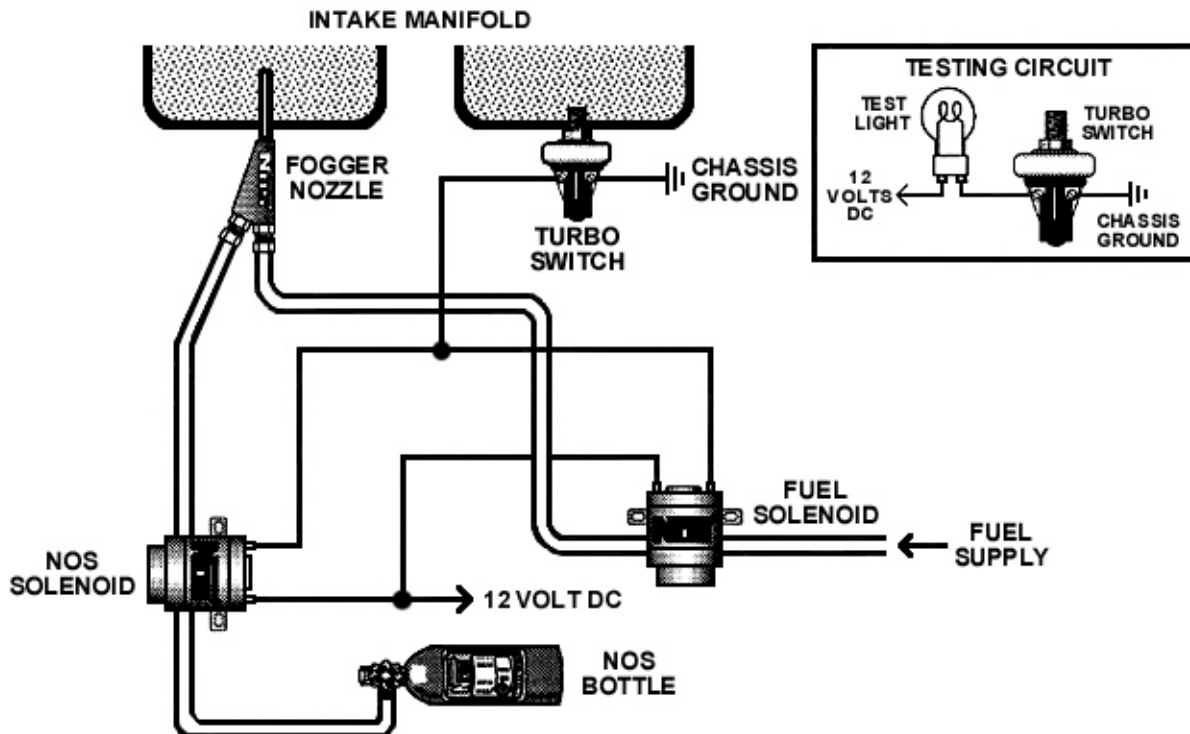 INTAKE MANIFOLD
FOGGER
NOZZLE
CHASSIS
GROUND
TURBO
SWITCH
TESTING CIRCUIT
TEST
LIGHT
TURBO
SWITCH
12
VOLTS
DC
CHASSIS
GROUND
FUEL
SOLENOID
FUEL
SUPPLY
NOS
SOLENOID
12 VOLT DC
NOS
BOTTLE